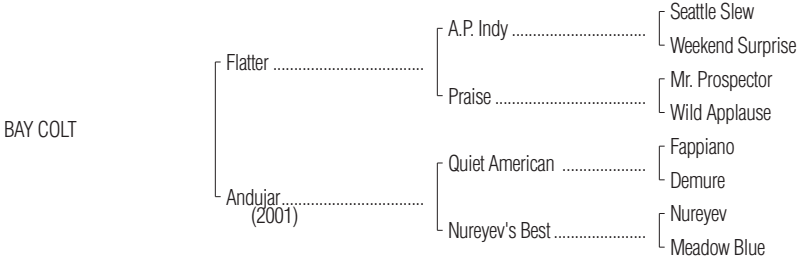 Seattle Slew
A.P. Indy ..................................
Weekend Surprise
Flatter ......................................
Mr. Prospector
Praise ......................................
Wild Applause
BAY COLT
Fappiano
Quiet American .....................
Demure
Andujar....................................
(2001)
Nureyev
Nureyev's Best .......................
Meadow Blue